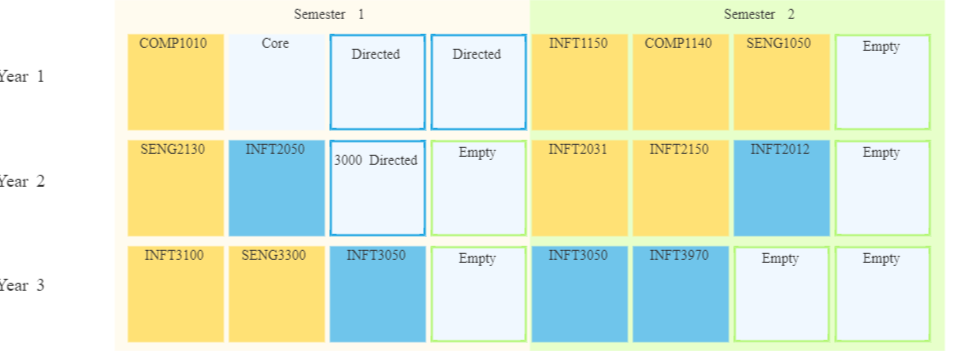 Semester 1 Semester 2
Year 1 COMP1010 Core Directed Directed INFT1150 COMP1140 SENG1050 Empty
Year 2 SENG2130 INFT2050 3000 Directed Empty INFT2031 INFT2150 INFT2012 Empty
Year 3 INFT3100 SENG3300 INFT3050 Empty INFT3050 INFT3970 Empty Empty